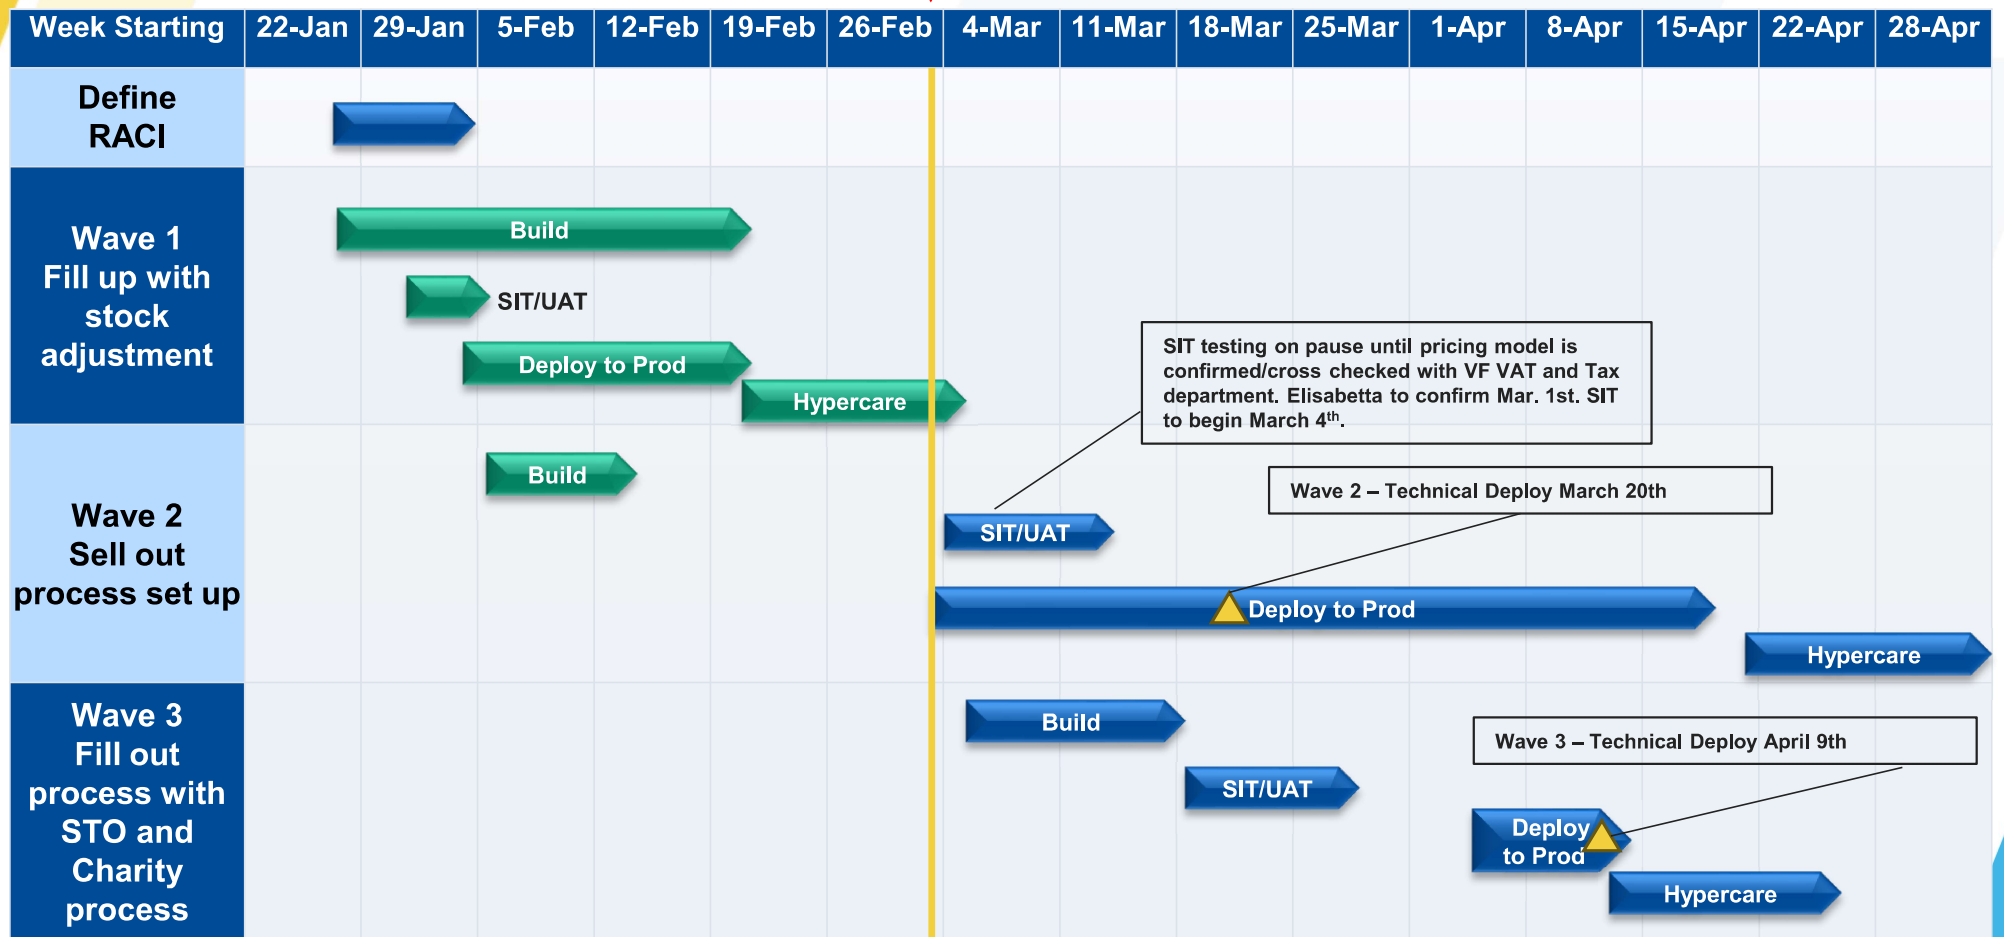 Week Starting 22-Jan 29-Jan 5-Feb 12-Feb 19-Feb 26-Feb 4-Mar 11-Mar 18-Mar 25-Mar 1-Apr 8-Apr 15-Apr 22-Apr 28-Apr
Define
RACI
Wave 1
Fill up with
stock
adjustment
Build
SIT/UAT
Deploy to Prod
Hypercare
SIT testing on pause until pricing model is
confirmed/cross checked with VF VAT and Tax
department. Elisabetta to confirm Mar. 1st. SIT
to begin March 4th.
Wave 2
Sell out
process set up
Build
Wave 2 – Technical Deploy March 20th
SIT/UAT
Deploy to Prod
Hypercare
Wave 3
Fill out
process with
STO and
Charity
process
Build
Wave 3 – Technical Deploy April 9th
SIT/UAT
Deploy
to Prod
Hypercare